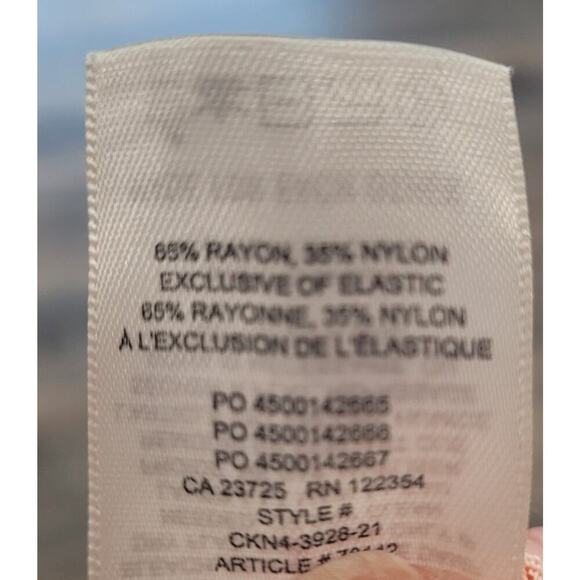 65% RAYON, 35% NYLON
EXCLUSIVE OF ELASTIC
65% RAYONNE, 35% NYLON
À L'EXCLUSION DE L'ÉLASTIQUE
PO 4500142665
PO 4500142666
PO 4500142667
CA 23725 RN 122354
STYLE #
CKN4-3928-21
ARTICLE #